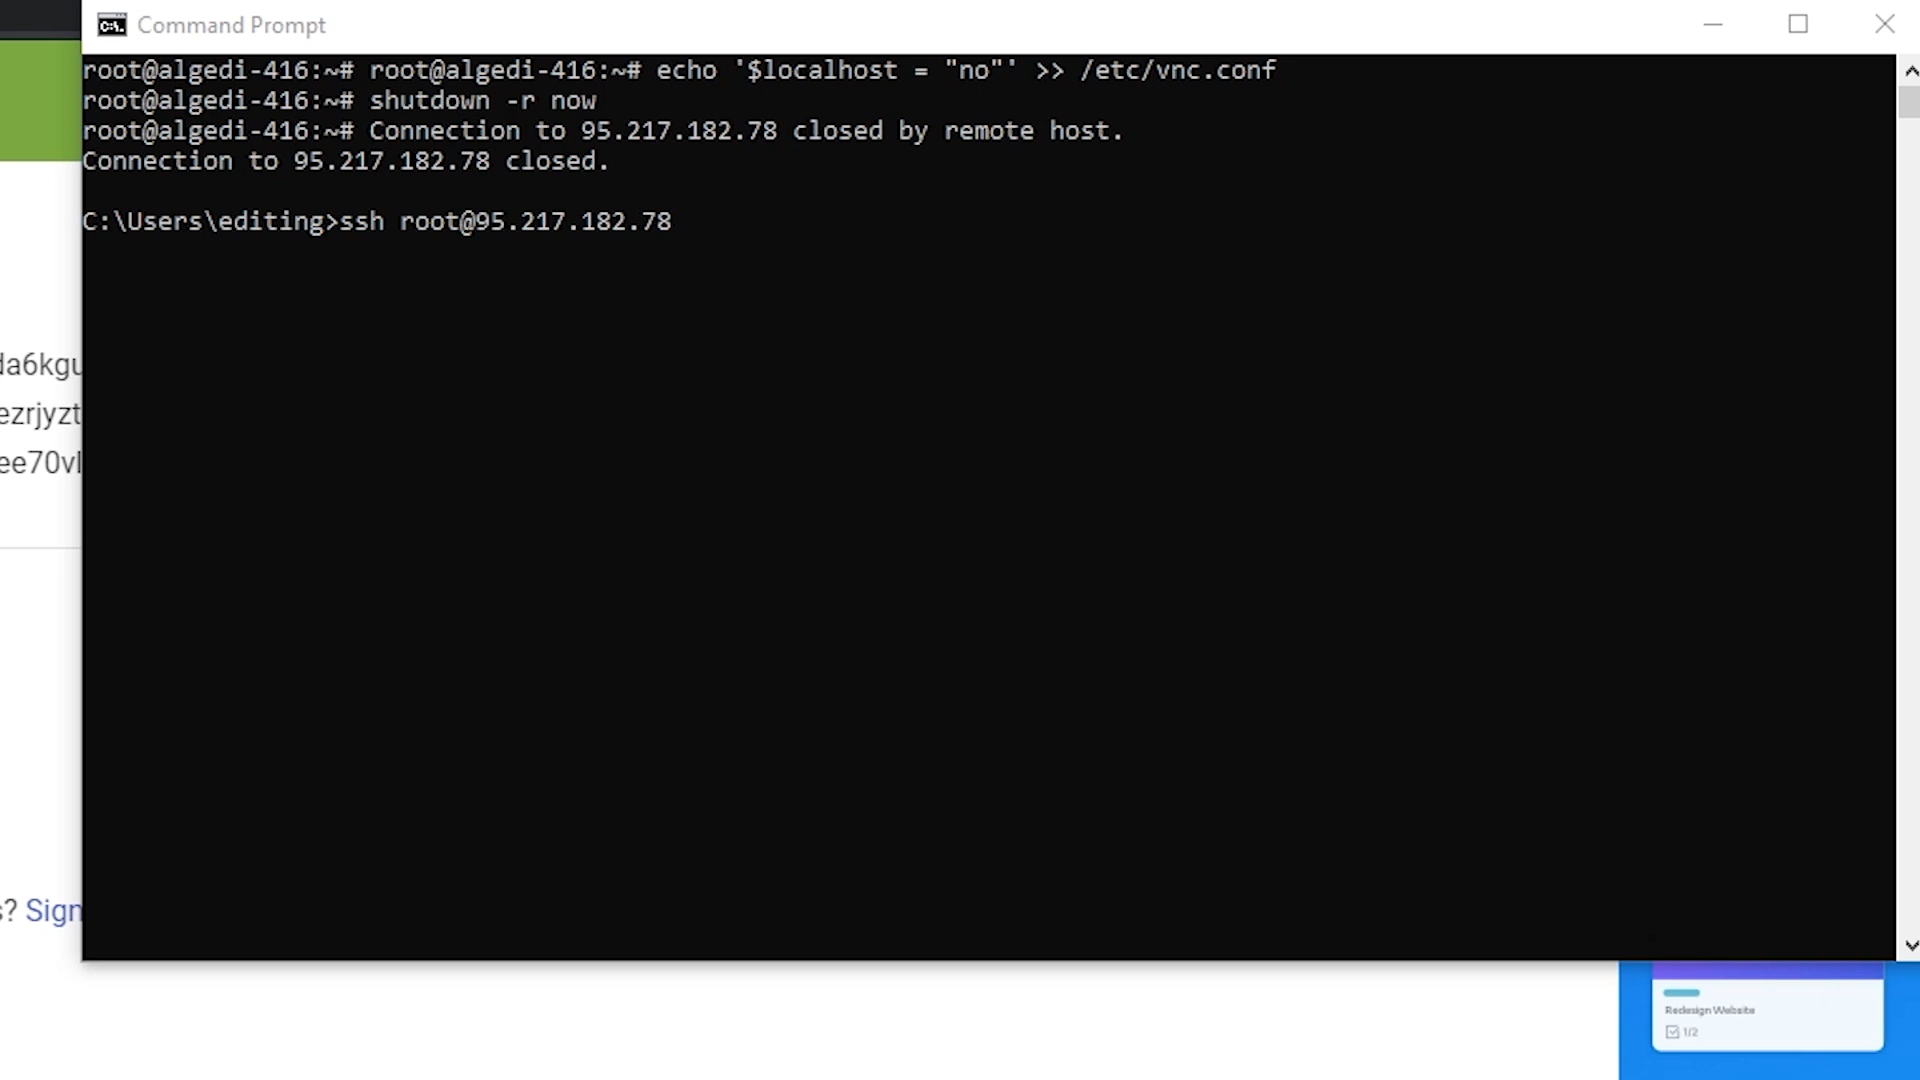 Command Prompt
root@algedi-416:~# root@algedi-416:~# echo '$localhost = "no"' >> /etc/vnc.conf
root@algedi-416:~# shutdown -r now
root@algedi-416:~# Connection to 95.217.182.78 closed by remote host.
Connection to 95.217.182.78 closed.
C:\Users\editing>ssh root@95.217.182.78
da6kgu
ezrjyzt
ee70vl
s? Sign
Redesign Website
1/2